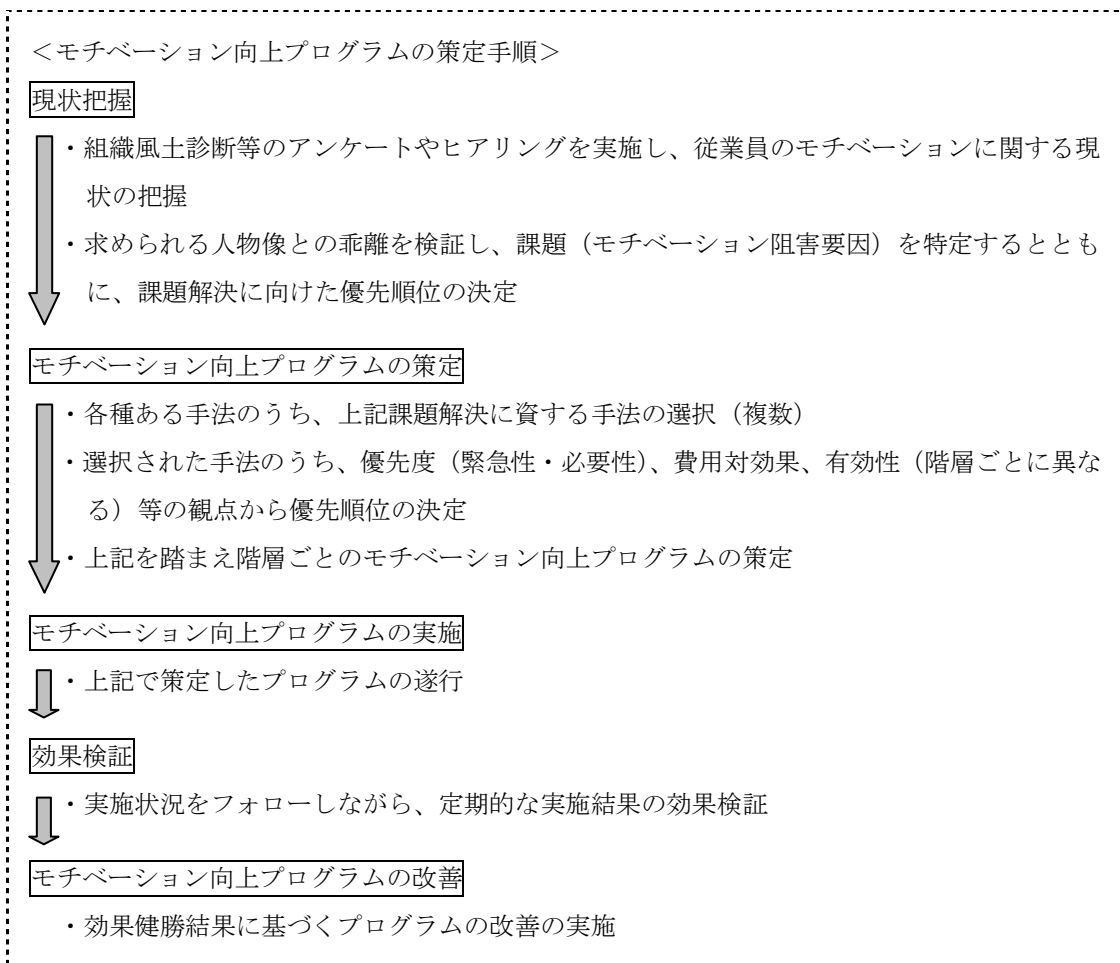 ＜モチベーション向上プログラムの策定手順＞
現状把握
・組織風土診断等のアンケートやヒアリングを実施し、従業員のモチベーションに関する現
状の把握
・求められる人物像との乖離を検証し、課題（モチベーション阻害要因）を特定するととも
に、課題解決に向けた優先順位の決定
モチベーション向上プログラムの策定
・各種ある手法のうち、上記課題解決に資する手法の選択（複数）
・選択された手法のうち、優先度（緊急性・必要性）、費用対効果、有効性（階層ごとに異な
る）等の観点から優先順位の決定
・上記を踏まえ階層ごとのモチベーション向上プログラムの策定
モチベーション向上プログラムの実施
・上記で策定したプログラムの遂行
効果検証
・実施状況をフォローしながら、定期的な実施結果の効果検証
モチベーション向上プログラムの改善
・効果健勝結果に基づくプログラムの改善の実施